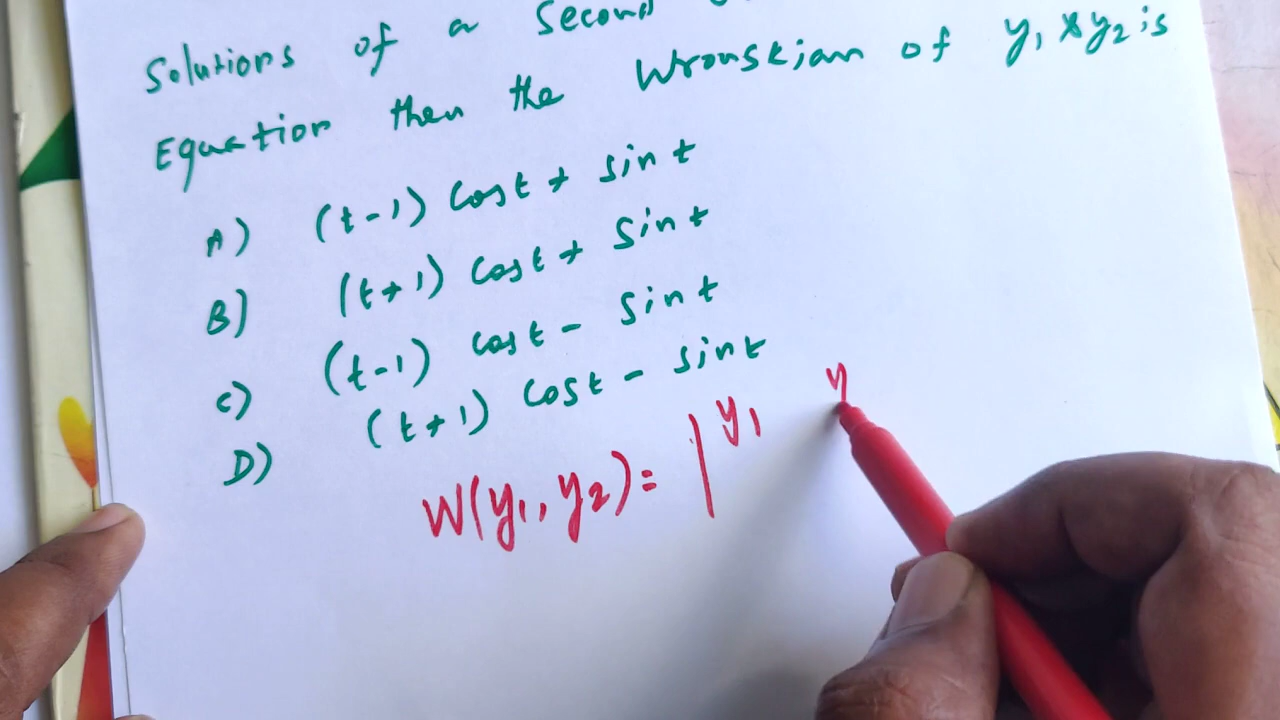 Solutions of a Second
Equation then the Wronskian of y₁ & y₂ is
A) (t-1) Cost + Sin t
B) (t+1) Cost + Sin t
C) (t-1) Cost - Sin t
D) (t+1) Cost - Sin t
W(y₁, y₂) = | y₁ y